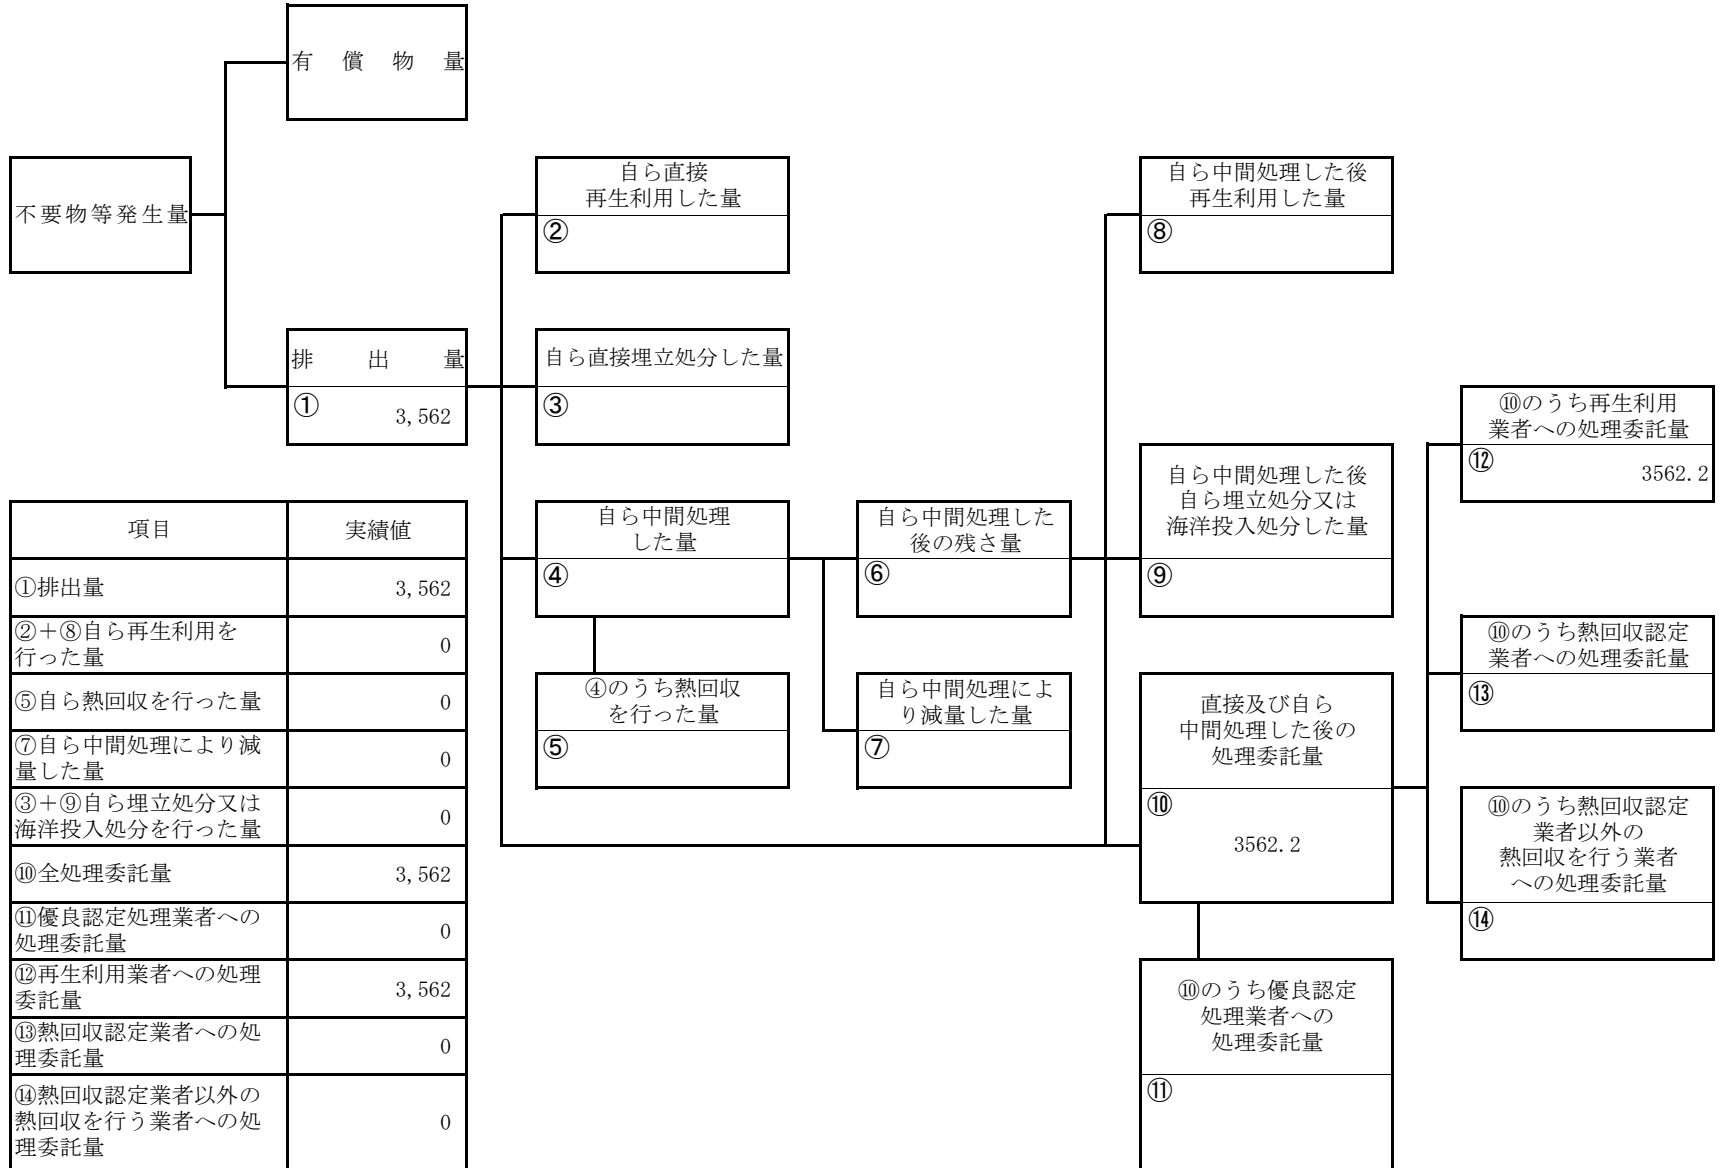 有償物量
不要物等発生量
自ら直接
再生利用した量
②
自ら中間処理した後
再生利用した量
⑧
排出量
① 3,562
自ら直接埋立処分した量
③
⑩のうち再生利用
業者への処理委託量
⑫ 3562.2
自ら中間処理
した量
④
自ら中間処理した
後の残さ量
⑥
自ら中間処理した後
自ら埋立処分又は
海洋投入処分した量
⑨
⑩のうち熱回収認定
業者への処理委託量
⑬
④のうち熱回収
を行った量
⑤
自ら中間処理によ
り減量した量
⑦
直接及び自ら
中間処理した後の
処理委託量
⑩
3562.2
⑩のうち熱回収認定
業者以外の
熱回収を行う業者
への処理委託量
⑭
⑩のうち優良認定
処理業者への
処理委託量
⑪
項目 実績値
①排出量 3,562
②+⑧自ら再生利用を
行った量 0
⑤自ら熱回収を行った量 0
⑦自ら中間処理により減
量した量 0
③+⑨自ら埋立処分又は
海洋投入処分を行った量 0
⑩全処理委託量 3,562
⑪優良認定処理業者への
処理委託量 0
⑫再生利用業者への処理
委託量 3,562
⑬熱回収認定業者への処
理委託量 0
⑭熱回収認定業者以外の
熱回収を行う業者への処
理委託量 0